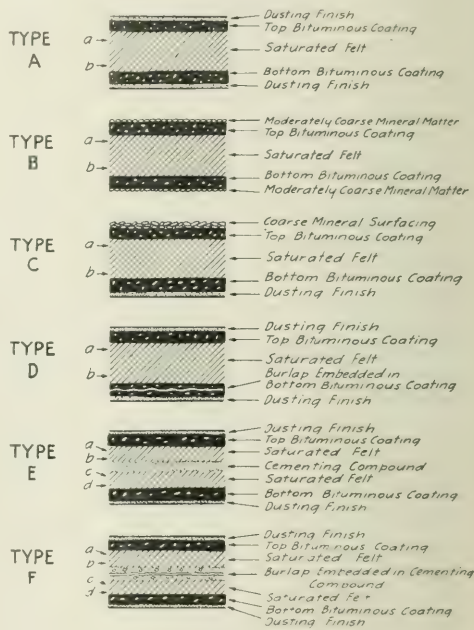 TYPE
A
a
b
Dusting Finish
Top Bituminous Coating
Saturated Felt
Bottom Bituminous Coating
Dusting Finish
TYPE
B
a
b
Moderately Coarse Mineral Matter
Top Bituminous Coating
Saturated Felt
Bottom Bituminous Coating
Moderately Coarse Mineral Matter
TYPE
C
a
b
Coarse Mineral Surfacing
Top Bituminous Coating
Saturated Felt
Bottom Bituminous Coating
Dusting Finish
TYPE
D
a
b
Dusting Finish
Top Bituminous Coating
Saturated Felt
Burlap Embedded in
Bottom Bituminous Coating
Dusting Finish
TYPE
E
a
b
c
d
Dusting Finish
Top Bituminous Coating
Saturated Felt
Cementing Compound
Saturated Felt
Bottom Bituminous Coating
Dusting Finish
TYPE
F
a
b
c
d
Dusting Finish
Top Bituminous Coating
Saturated Felt
Burlap Embedded in Cementing
Compound
Saturated Felt
Bottom Bituminous Coating
Dusting Finish